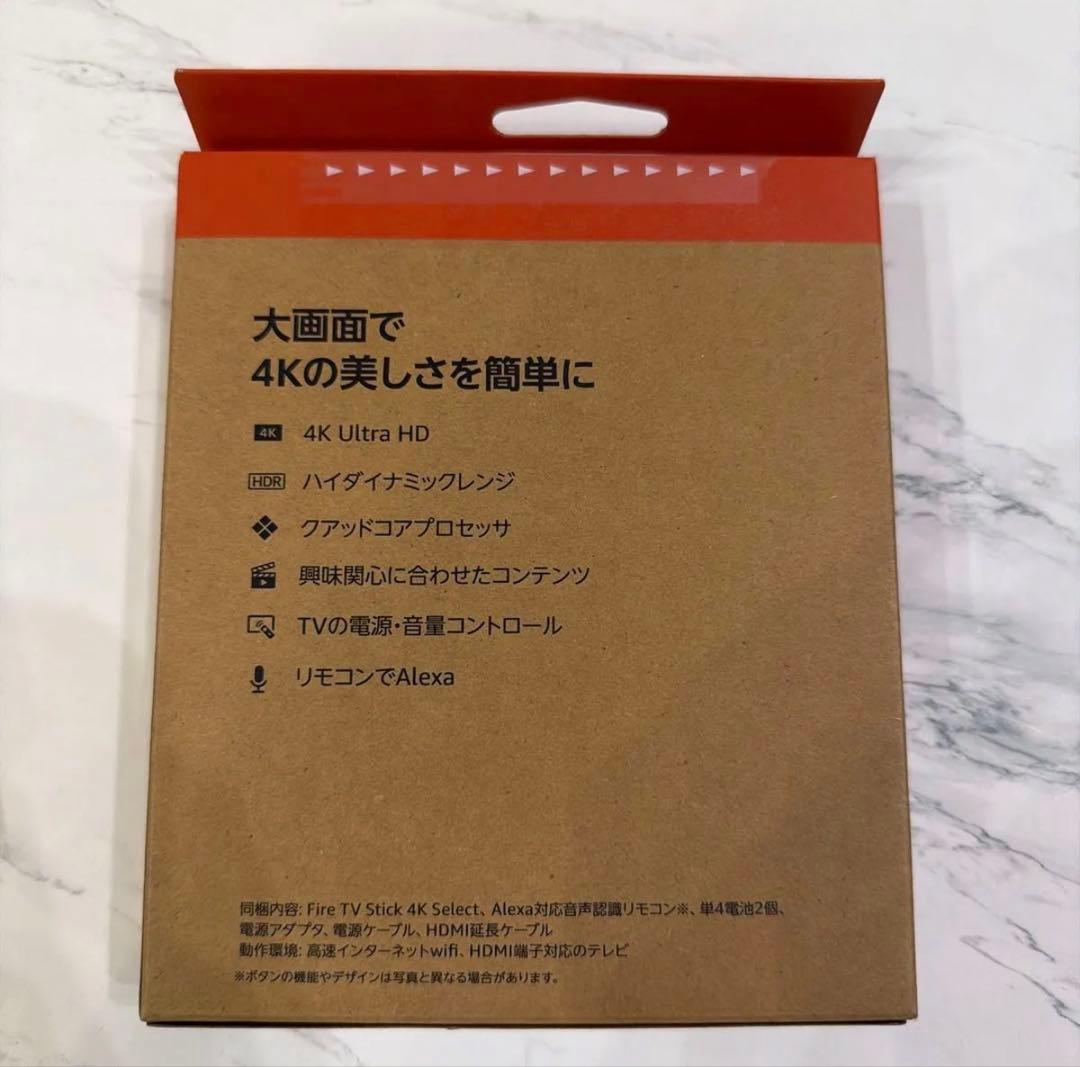 大画面で
4Kの美しさを簡単に
4K 4K Ultra HD
HDR ハイダイナミックレンジ
クアッドコアプロセッサ
興味関心に合わせたコンテンツ
TVの電源・音量コントロール
リモコンでAlexa
同梱内容: Fire TV Stick 4K Select、Alexa対応音声認識リモコン※、単4電池2個、
電源アダプタ、電源ケーブル、HDMI延長ケーブル
動作環境: 高速インターネットwifi、HDMI端子対応のテレビ
※ボタンの機能やデザインは写真と異なる場合があります。